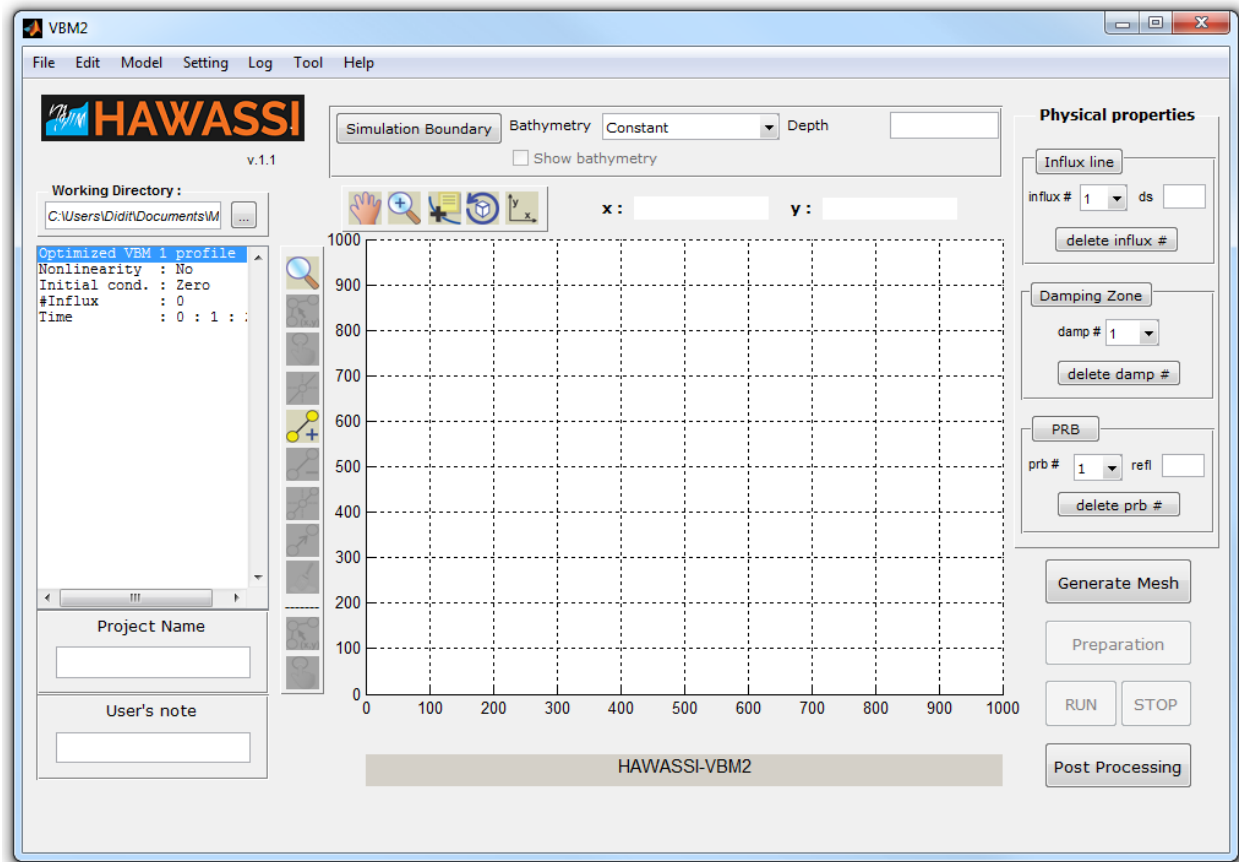 VBM2
File Edit Model Setting Log Tool Help
HAWASSI
v.1.1
Simulation Boundary Bathymetry Constant Depth
Show bathymetry
Physical properties
Working Directory :
C:\Users\Didit\Documents\M ...
x : y :
Optimized VBM 1 profile
Nonlinearity : No
Initial cond. : Zero
#Influx : 0
Time : 0 : 1 :
Project Name
User's note
(x,y)
(x,y)
1000
900
800
700
600
500
400
300
200
100
0
0 100 200 300 400 500 600 700 800 900 1000
HAWASSI-VBM2
Influx line
influx # 1 ds
delete influx #
Damping Zone
damp # 1
delete damp #
PRB
prb # 1 refl
delete prb #
Generate Mesh
Preparation
RUN STOP
Post Processing